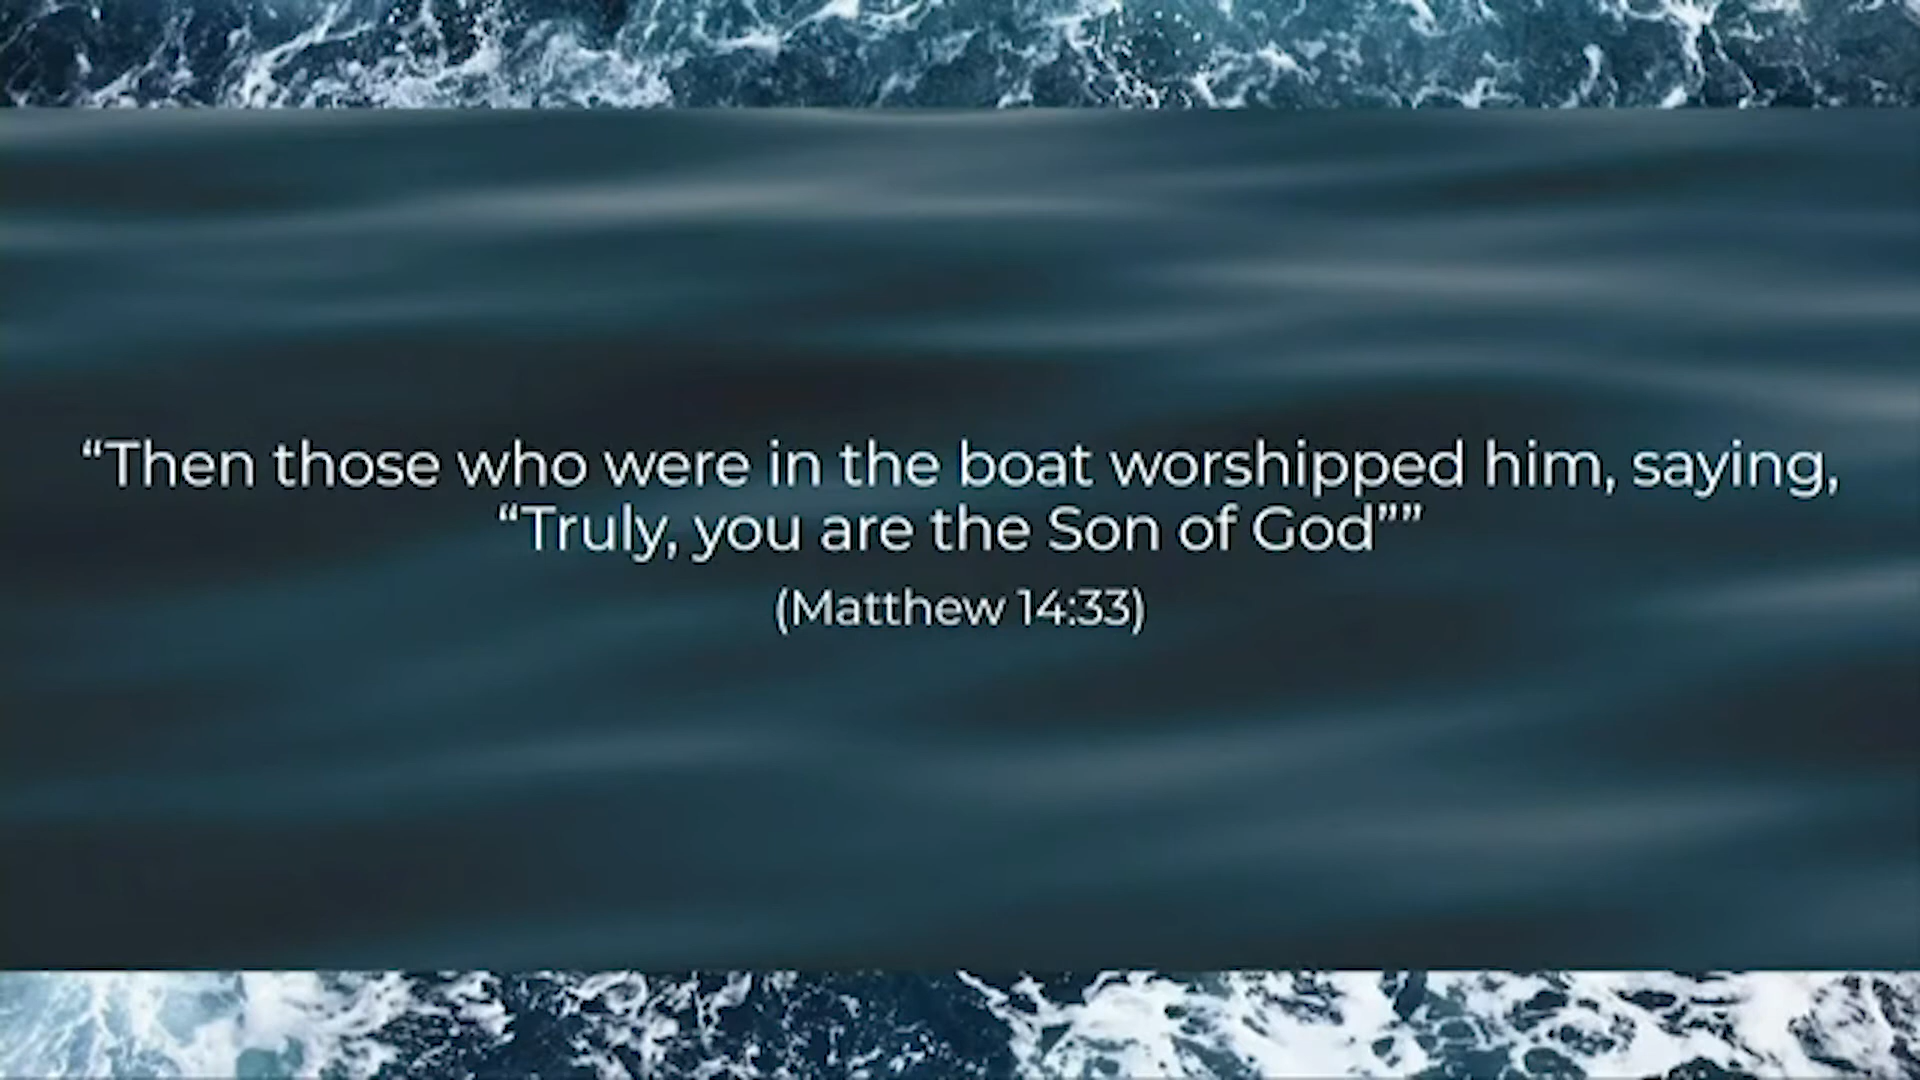 “Then those who were in the boat worshipped him, saying,
“Truly, you are the Son of God””
(Matthew 14:33)